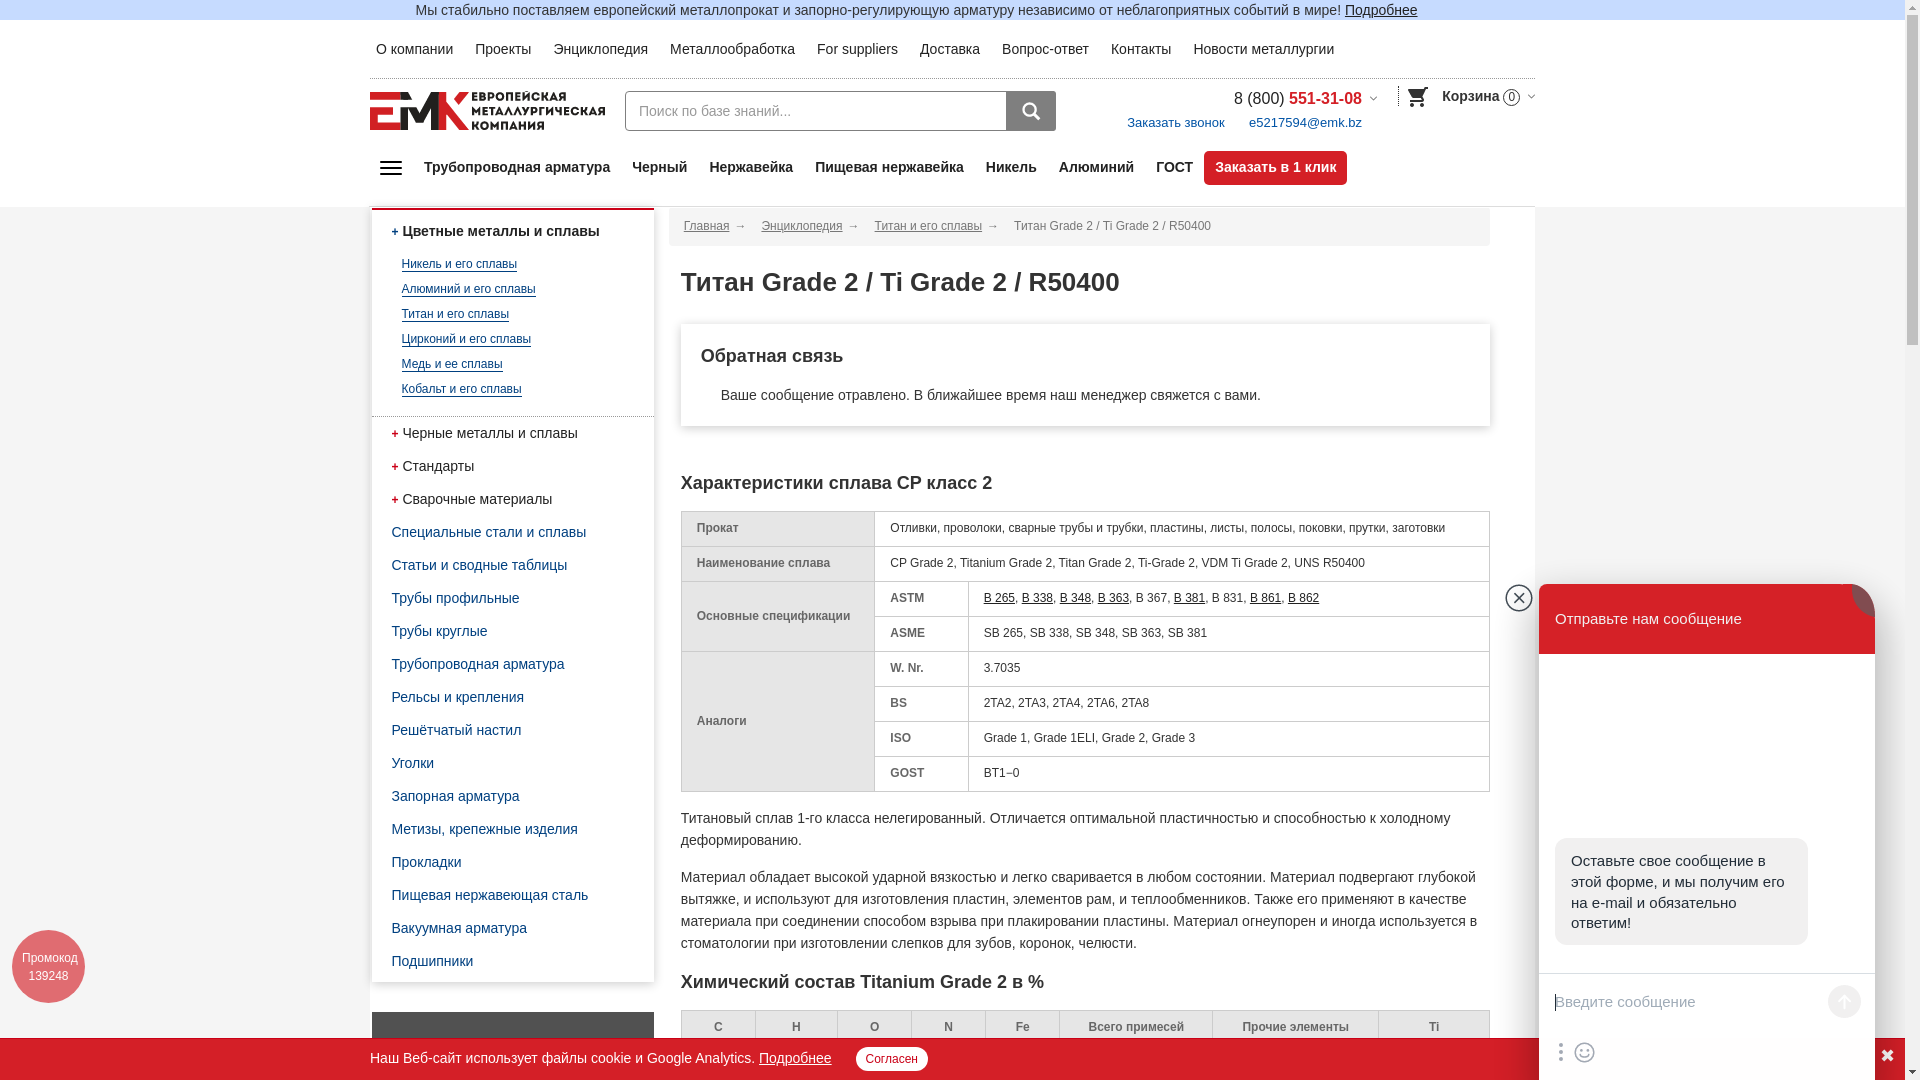 Мы стабильно поставляем европейский металлопрокат и запорно-регулирующую арматуру независимо от неблагоприятных событий в мире! Подробнее
О компании Проекты Энциклопедия Металлообработка For suppliers Доставка Вопрос-ответ Контакты Новости металлургии
ЕМК ЕВРОПЕЙСКАЯ
МЕТАЛЛУРГИЧЕСКАЯ
КОМПАНИЯ
Поиск по базе знаний...
8 (800) 551-31-08
Заказать звонок e5217594@emk.bz
Корзина 0
Трубопроводная арматура Черный Нержавейка Пищевая нержавейка Никель Алюминий ГОСТ Заказать в 1 клик
+ Цветные металлы и сплавы
Никель и его сплавы
Алюминий и его сплавы
Титан и его сплавы
Цирконий и его сплавы
Медь и ее сплавы
Кобальт и его сплавы
+ Черные металлы и сплавы
+ Стандарты
+ Сварочные материалы
Специальные стали и сплавы
Статьи и сводные таблицы
Трубы профильные
Трубы круглые
Трубопроводная арматура
Рельсы и крепления
Решётчатый настил
Уголки
Запорная арматура
Метизы, крепежные изделия
Прокладки
Пищевая нержавеющая сталь
Вакуумная арматура
Подшипники
Главная → Энциклопедия → Титан и его сплавы → Титан Grade 2 / Ti Grade 2 / R50400
Титан Grade 2 / Ti Grade 2 / R50400
Обратная связь
Ваше сообщение отравлено. В ближайшее время наш менеджер свяжется с вами.
Характеристики сплава CP класс 2
Прокат Отливки, проволоки, сварные трубы и трубки, пластины, листы, полосы, поковки, прутки, заготовки
Наименование сплава CP Grade 2, Titanium Grade 2, Titan Grade 2, Ti-Grade 2, VDM Ti Grade 2, UNS R50400
Основные спецификации
ASTM B 265, B 338, B 348, B 363, B 367, B 381, B 831, B 861, B 862
ASME SB 265, SB 338, SB 348, SB 363, SB 381
Аналоги
W. Nr. 3.7035
BS 2TA2, 2TA3, 2TA4, 2TA6, 2TA8
ISO Grade 1, Grade 1ELI, Grade 2, Grade 3
GOST ВТ1−0
Титановый сплав 1-го класса нелегированный. Отличается оптимальной пластичностью и способностью к холодному
деформированию.
Материал обладает высокой ударной вязкостью и легко сваривается в любом состоянии. Материал подвергают глубокой
вытяжке, и используют для изготовления пластин, элементов рам, и теплообменников. Также его применяют в качестве
материала при соединении способом взрыва при плакировании пластины. Материал огнеупорен и иногда используется в
стоматологии при изготовлении слепков для зубов, коронок, челюсти.
Химический состав Titanium Grade 2 в %
C H O N Fe Всего примесей Прочие элементы Ti
Отправьте нам сообщение
Оставьте свое сообщение в
этой форме, и мы получим его
на e-mail и обязательно
ответим!
Введите сообщение
Промокод
139248
Наш Веб-сайт использует файлы cookie и Google Analytics. Подробнее Согласен